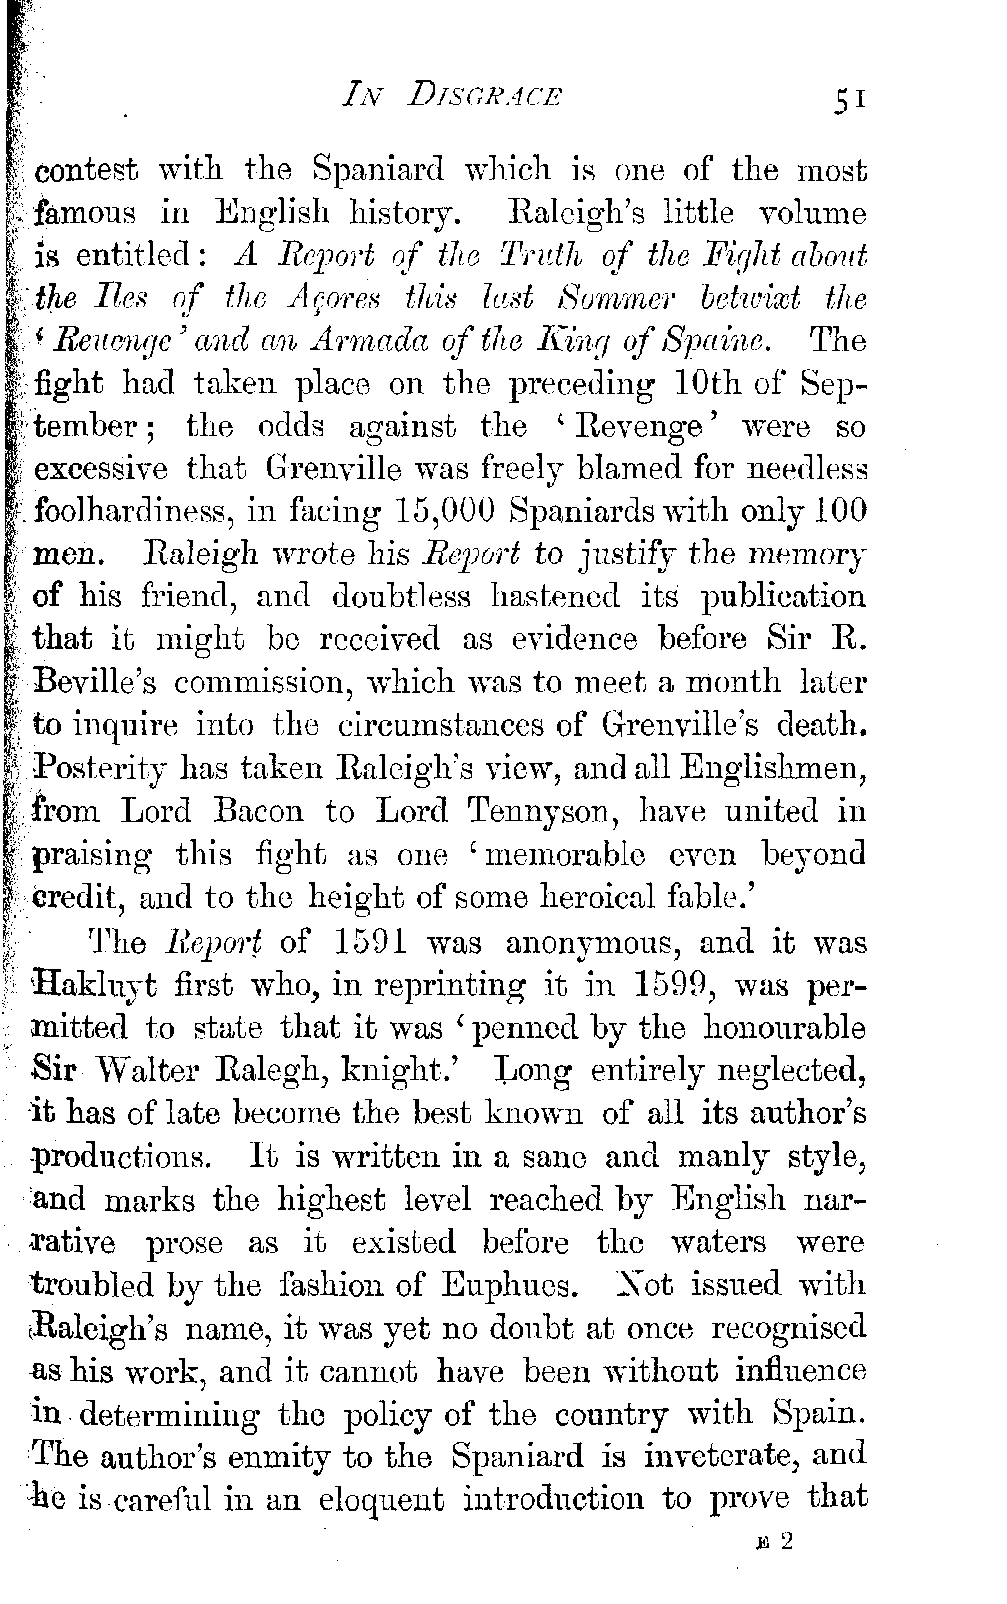 IN DISGRACE 51
contest with the Spaniard which is one of the most
famous in English history. Raleigh's little volume
is entitled: A Report of the Truth of the Fight about
the Iles of the Açores this last Sommer betwixt the
'Reuenge' and an Armada of the King of Spaine. The
fight had taken place on the preceding 10th of Sep-
tember; the odds against the 'Revenge' were so
excessive that Grenville was freely blamed for needless
foolhardiness, in facing 15,000 Spaniards with only 100
men. Raleigh wrote his Report to justify the memory
of his friend, and doubtless hastened its publication
that it might be received as evidence before Sir R.
Beville's commission, which was to meet a month later
to inquire into the circumstances of Grenville's death.
Posterity has taken Raleigh's view, and all Englishmen,
from Lord Bacon to Lord Tennyson, have united in
praising this fight as one 'memorable even beyond
credit, and to the height of some heroical fable.'
The Report of 1591 was anonymous, and it was
Hakluyt first who, in reprinting it in 1599, was per-
mitted to state that it was 'penned by the honourable
Sir Walter Ralegh, knight.' Long entirely neglected,
it has of late become the best known of all its author's
productions. It is written in a sane and manly style,
and marks the highest level reached by English nar-
rative prose as it existed before the waters were
troubled by the fashion of Euphues. Not issued with
Raleigh's name, it was yet no doubt at once recognised
as his work, and it cannot have been without influence
in determining the policy of the country with Spain.
The author's enmity to the Spaniard is inveterate, and
he is careful in an eloquent introduction to prove that
E 2